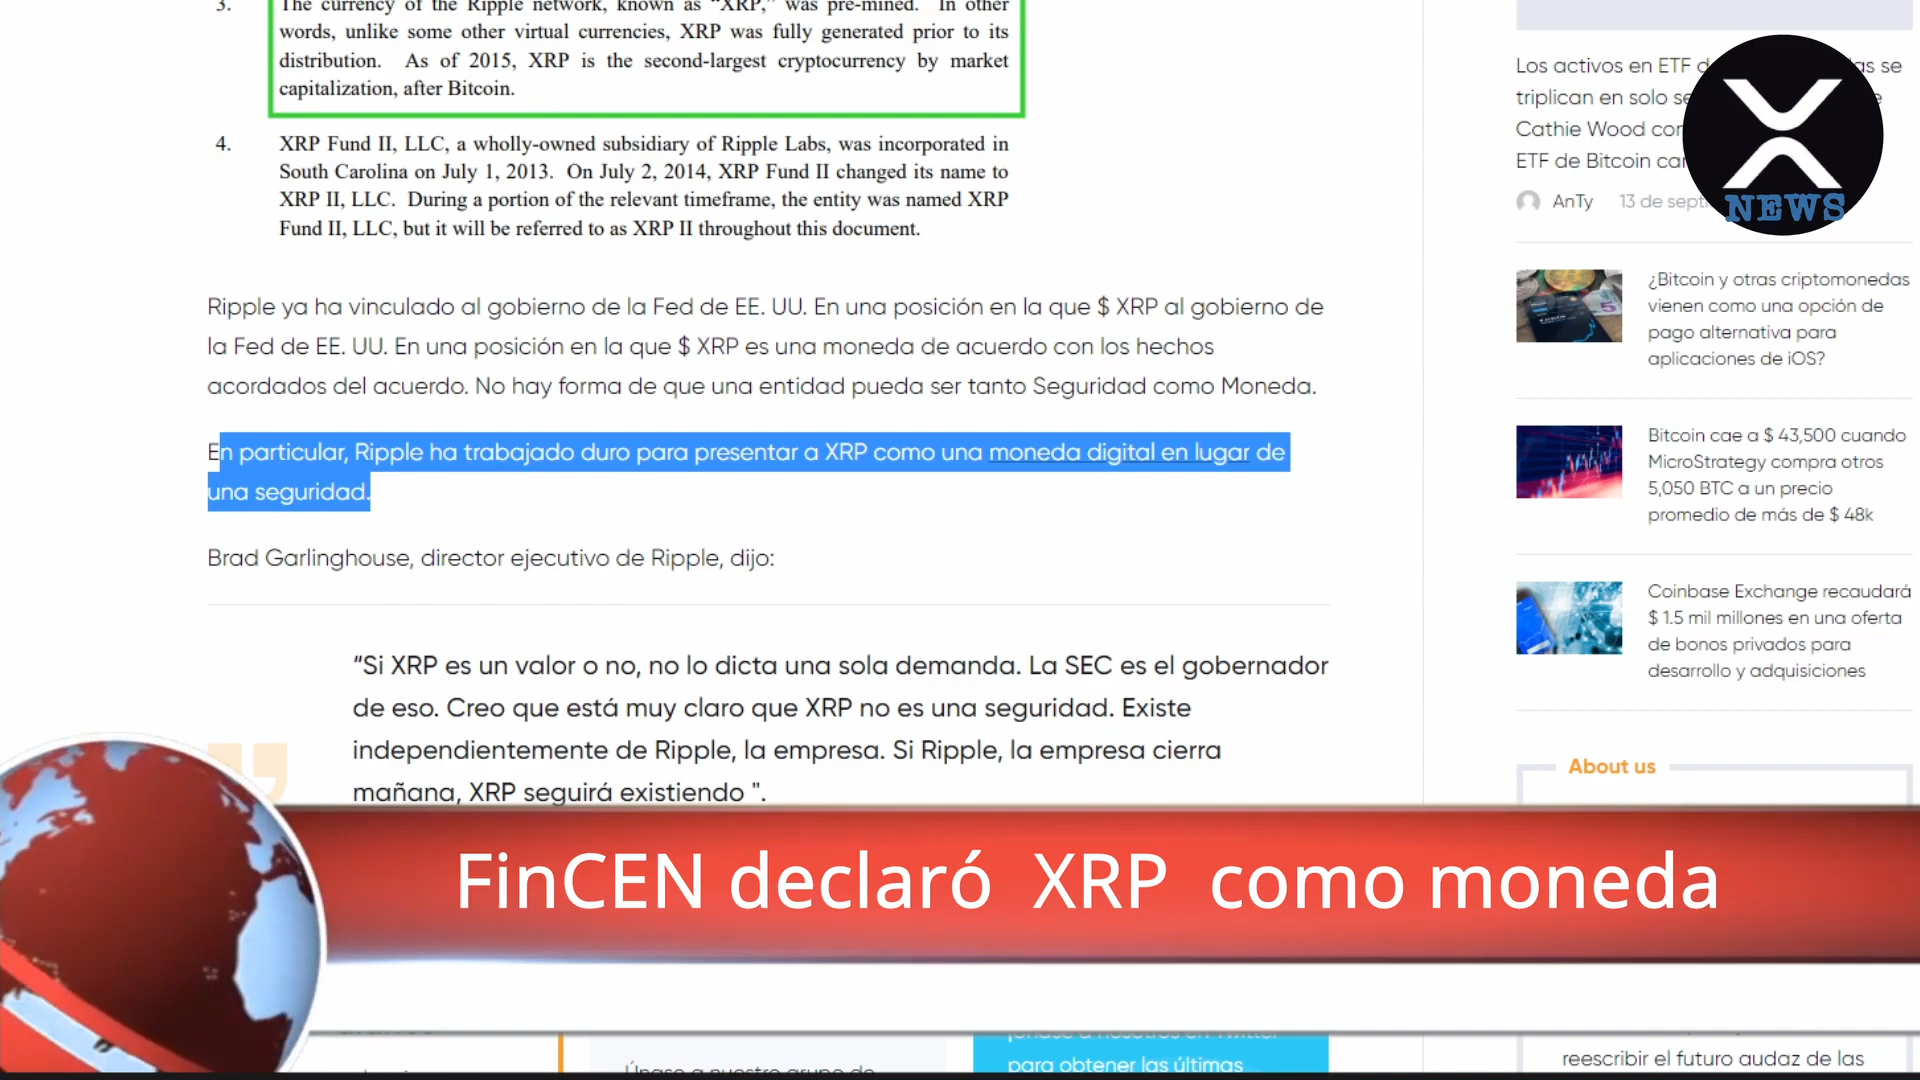 3. The currency of the Ripple network, known as “XRP,” was pre-mined. In other
words, unlike some other virtual currencies, XRP was fully generated prior to its
distribution. As of 2015, XRP is the second-largest cryptocurrency by market
capitalization, after Bitcoin.
4. XRP Fund II, LLC, a wholly-owned subsidiary of Ripple Labs, was incorporated in
South Carolina on July 1, 2013. On July 2, 2014, XRP Fund II changed its name to
XRP II, LLC. During a portion of the relevant timeframe, the entity was named XRP
Fund II, LLC, but it will be referred to as XRP II throughout this document.
Ripple ya ha vinculado al gobierno de la Fed de EE. UU. En una posición en la que $ XRP al gobierno de
la Fed de EE. UU. En una posición en la que $ XRP es una moneda de acuerdo con los hechos
acordados del acuerdo. No hay forma de que una entidad pueda ser tanto Seguridad como Moneda.
En particular, Ripple ha trabajado duro para presentar a XRP como una moneda digital en lugar de
una seguridad.
Brad Garlinghouse, director ejecutivo de Ripple, dijo:
“Si XRP es un valor o no, no lo dicta una sola demanda. La SEC es el gobernador
de eso. Creo que está muy claro que XRP no es una seguridad. Existe
independientemente de Ripple, la empresa. Si Ripple, la empresa cierra
mañana, XRP seguirá existiendo ".
Los activos en ETF se
triplican en solo
Cathie Wood
ETF de Bitcoin
AnTy 13 de
NEWS
¿Bitcoin y otras criptomonedas
vienen como una opción de
pago alternativa para
aplicaciones de iOS?
Bitcoin cae a $ 43,500 cuando
MicroStrategy compra otros
5,050 BTC a un precio
promedio de más de $ 48k
Coinbase Exchange recaudará
$ 1.5 mil millones en una oferta
de bonos privados para
desarrollo y adquisiciones
About us
FinCEN declaró XRP como moneda
para obtener las últimas
reescribir el futuro audaz de las